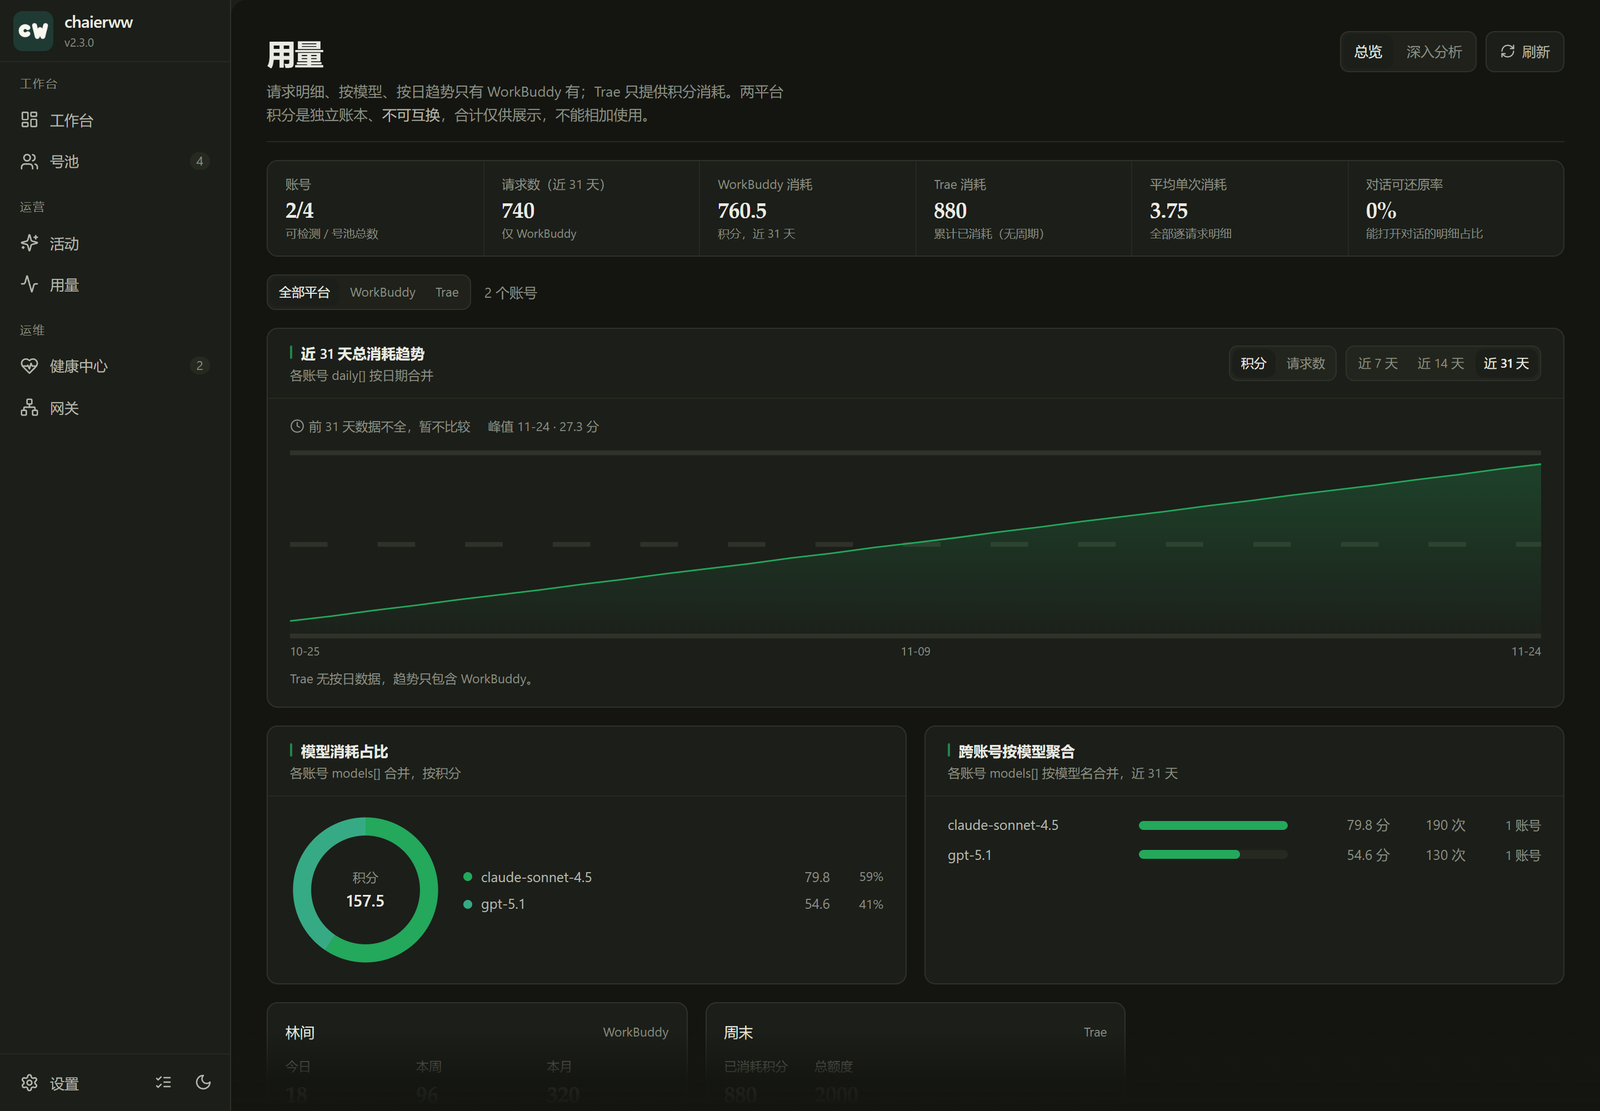 cw
chaierww
v2.3.0
工作台
工作台
号池 4
运营
活动
用量
运维
健康中心 2
网关
设置
用量
请求明细、按模型、按日趋势只有 WorkBuddy 有；Trae 只提供积分消耗。两平台
积分是独立账本、不可互换，合计仅供展示，不能相加使用。
总览 深入分析 刷新
账号
2/4
可检测 / 号池总数
请求数（近 31 天）
740
仅 WorkBuddy
WorkBuddy 消耗
760.5
积分，近 31 天
Trae 消耗
880
累计已消耗（无周期）
平均单次消耗
3.75
全部逐请求明细
对话可还原率
0%
能打开对话的明细占比
全部平台 WorkBuddy Trae 2 个账号
近 31 天总消耗趋势
各账号 daily[] 按日期合并
积分 请求数 近 7 天 近 14 天 近 31 天
前 31 天数据不全，暂不比较 峰值 11-24 · 27.3 分
10-25 11-09 11-24
Trae 无按日数据，趋势只包含 WorkBuddy。
模型消耗占比
各账号 models[] 合并，按积分
积分
157.5
claude-sonnet-4.5 79.8 59%
gpt-5.1 54.6 41%
跨账号按模型聚合
各账号 models[] 按模型名合并，近 31 天
claude-sonnet-4.5 79.8 分 190 次 1 账号
gpt-5.1 54.6 分 130 次 1 账号
林间 WorkBuddy
今日 本周 本月
18 96 320
周末 Trae
已消耗积分 总额度
880 2000